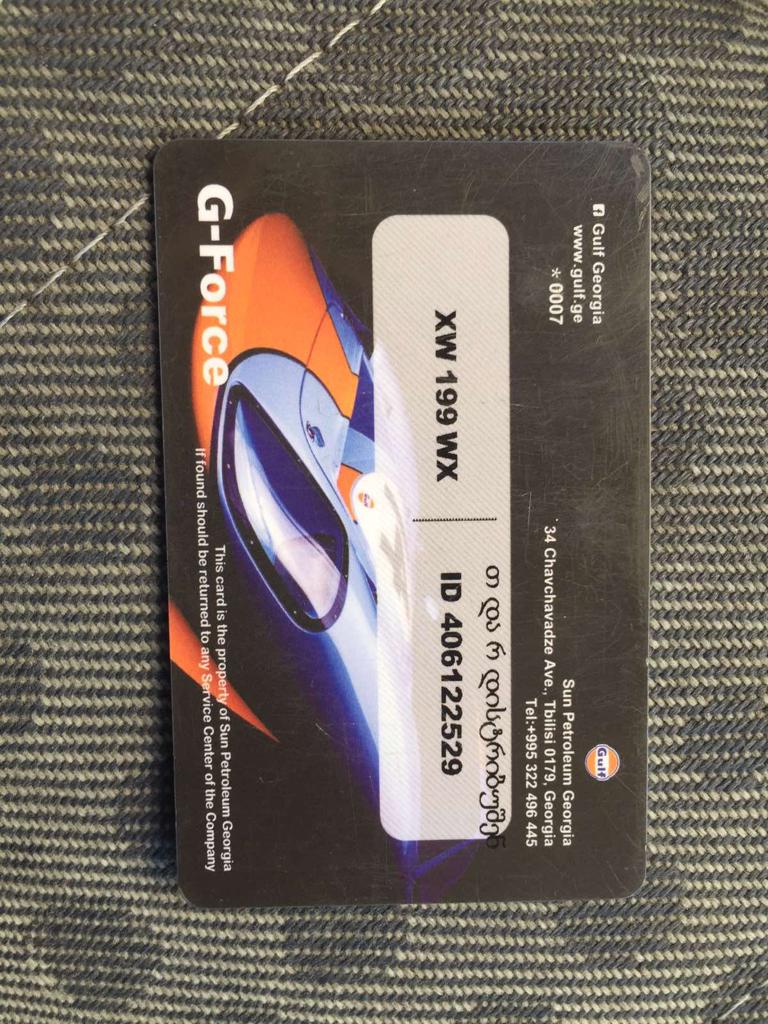 Gulf Georgia
www.gulf.ge
*0007
Gulf
Sun Petroleum Georgia
34 Chavchavadze Ave., Tbilisi 0179, Georgia
Tel:+995 322 496 445
თ და რ დისტრიბუშენ
XW 199 WX
ID 406122529
G-Force
This card is the property of Sun Petroleum Georgia
If found should be returned to any Service Center of the Company